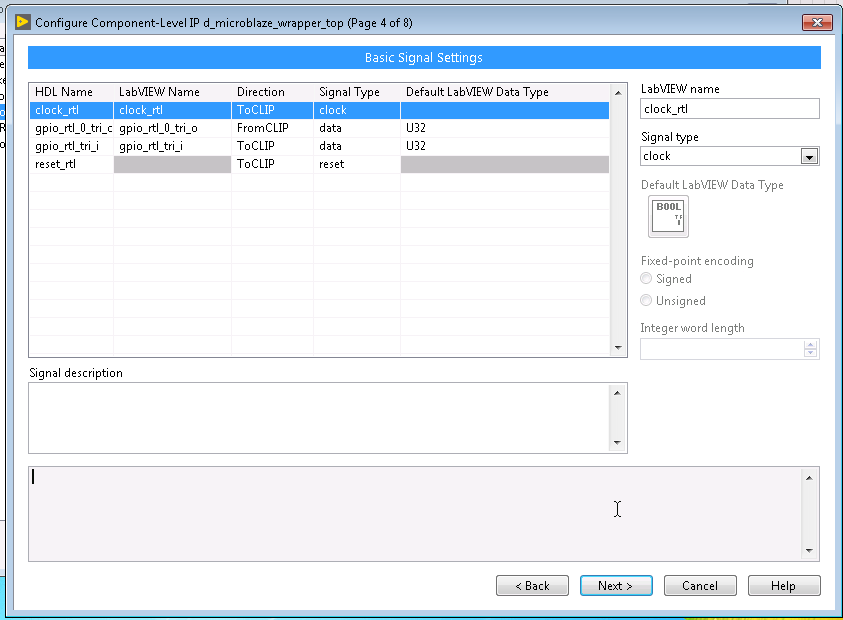 Configure Component-Level IP d_microblaze_wrapper_top (Page 4 of 8)
Basic Signal Settings
HDL Name LabVIEW Name Direction Signal Type Default LabVIEW Data Type
clock_rtl clock_rtl ToCLIP clock
gpio_rtl_0_tri_o gpio_rtl_0_tri_o FromCLIP data U32
gpio_rtl_tri_i gpio_rtl_tri_i ToCLIP data U32
reset_rtl ToCLIP reset
LabVIEW name
clock_rtl
Signal type
clock
Default LabVIEW Data Type
BOOL
TF
Fixed-point encoding
Signed
Unsigned
Integer word length
Signal description
< Back Next > Cancel Help